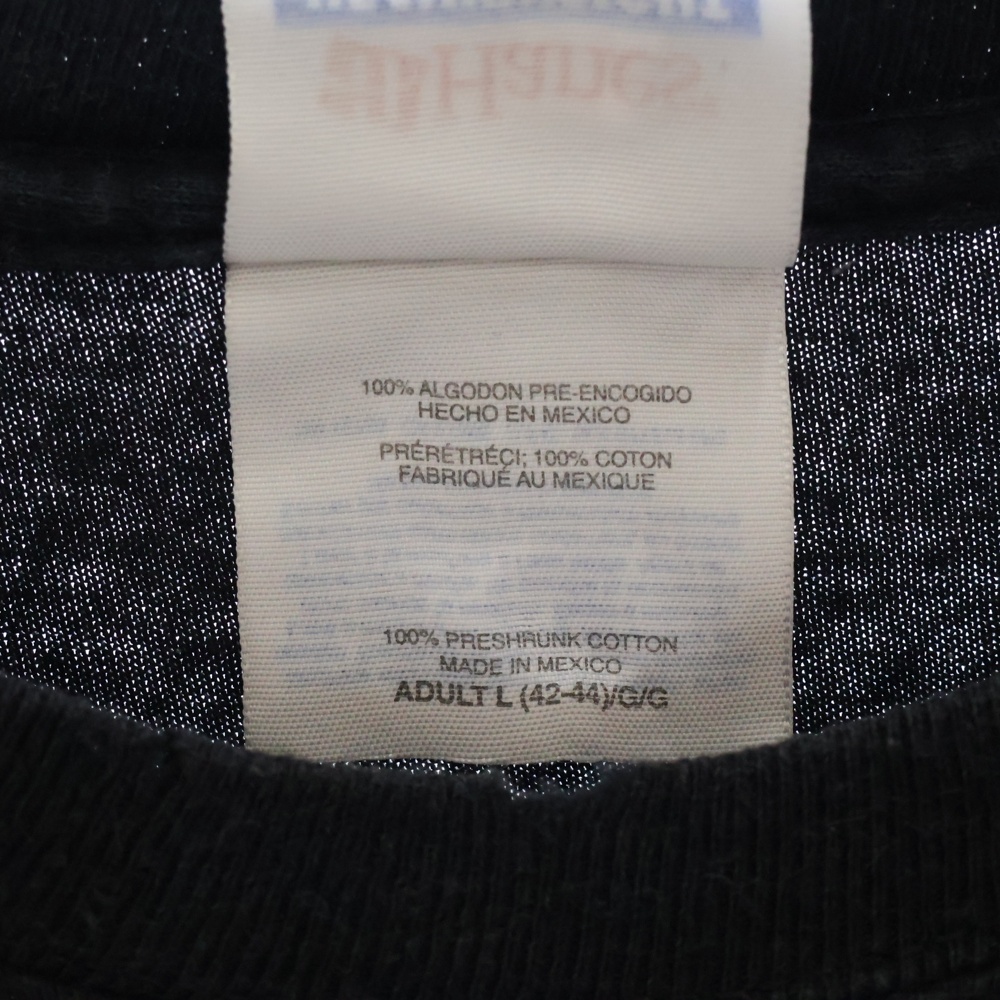 Hanes
100% ALGODON PRE-ENCOGIDO
HECHO EN MEXICO
PRÉRÉTRÉCI; 100% COTON
FABRIQUÉ AU MEXIQUE
100% PRESHRUNK COTTON
MADE IN MEXICO
ADULT L (42-44)/G/G